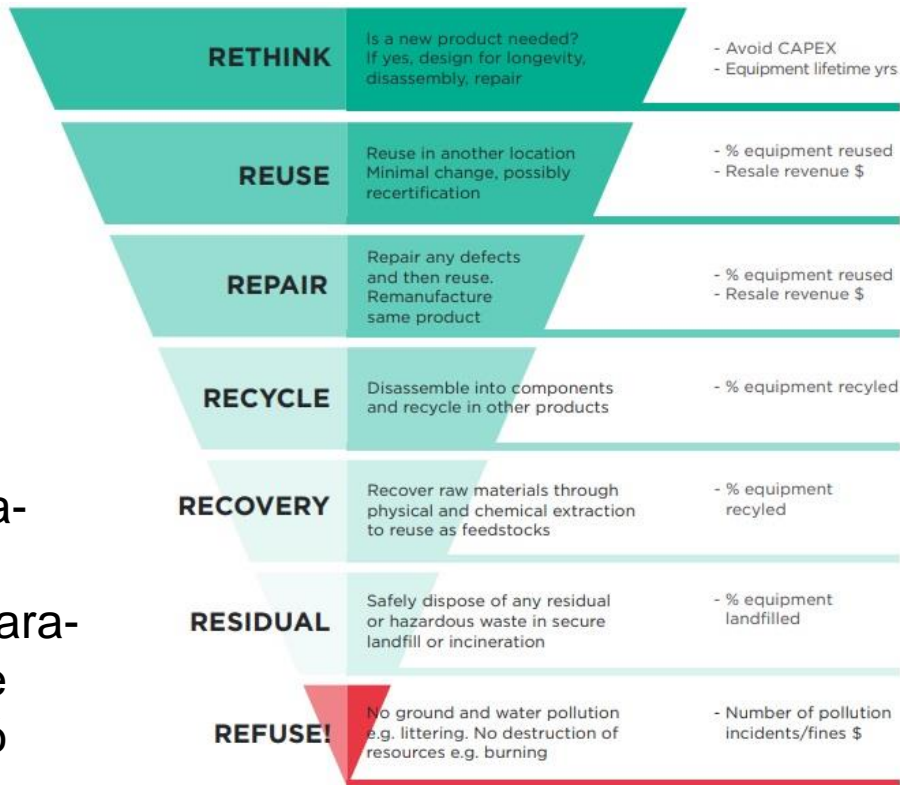 RETHINK
Is a new product needed?
If yes, design for longevity,
disassembly, repair
- Avoid CAPEX
- Equipment lifetime yrs
REUSE
Reuse in another location
Minimal change, possibly
recertification
- % equipment reused
- Resale revenue $
REPAIR
Repair any defects
and then reuse.
Remanufacture
same product
- % equipment reused
- Resale revenue $
RECYCLE
Disassemble into components
and recycle in other products
- % equipment recyled
RECOVERY
Recover raw materials through
physical and chemical extraction
to reuse as feedstocks
- % equipment
recyled
RESIDUAL
Safely dispose of any residual
or hazardous waste in secure
landfill or incineration
- % equipment
landfilled
REFUSE!
No ground and water pollution
e.g. littering. No destruction of
resources e.g. burning
- Number of pollution
incidents/fines $